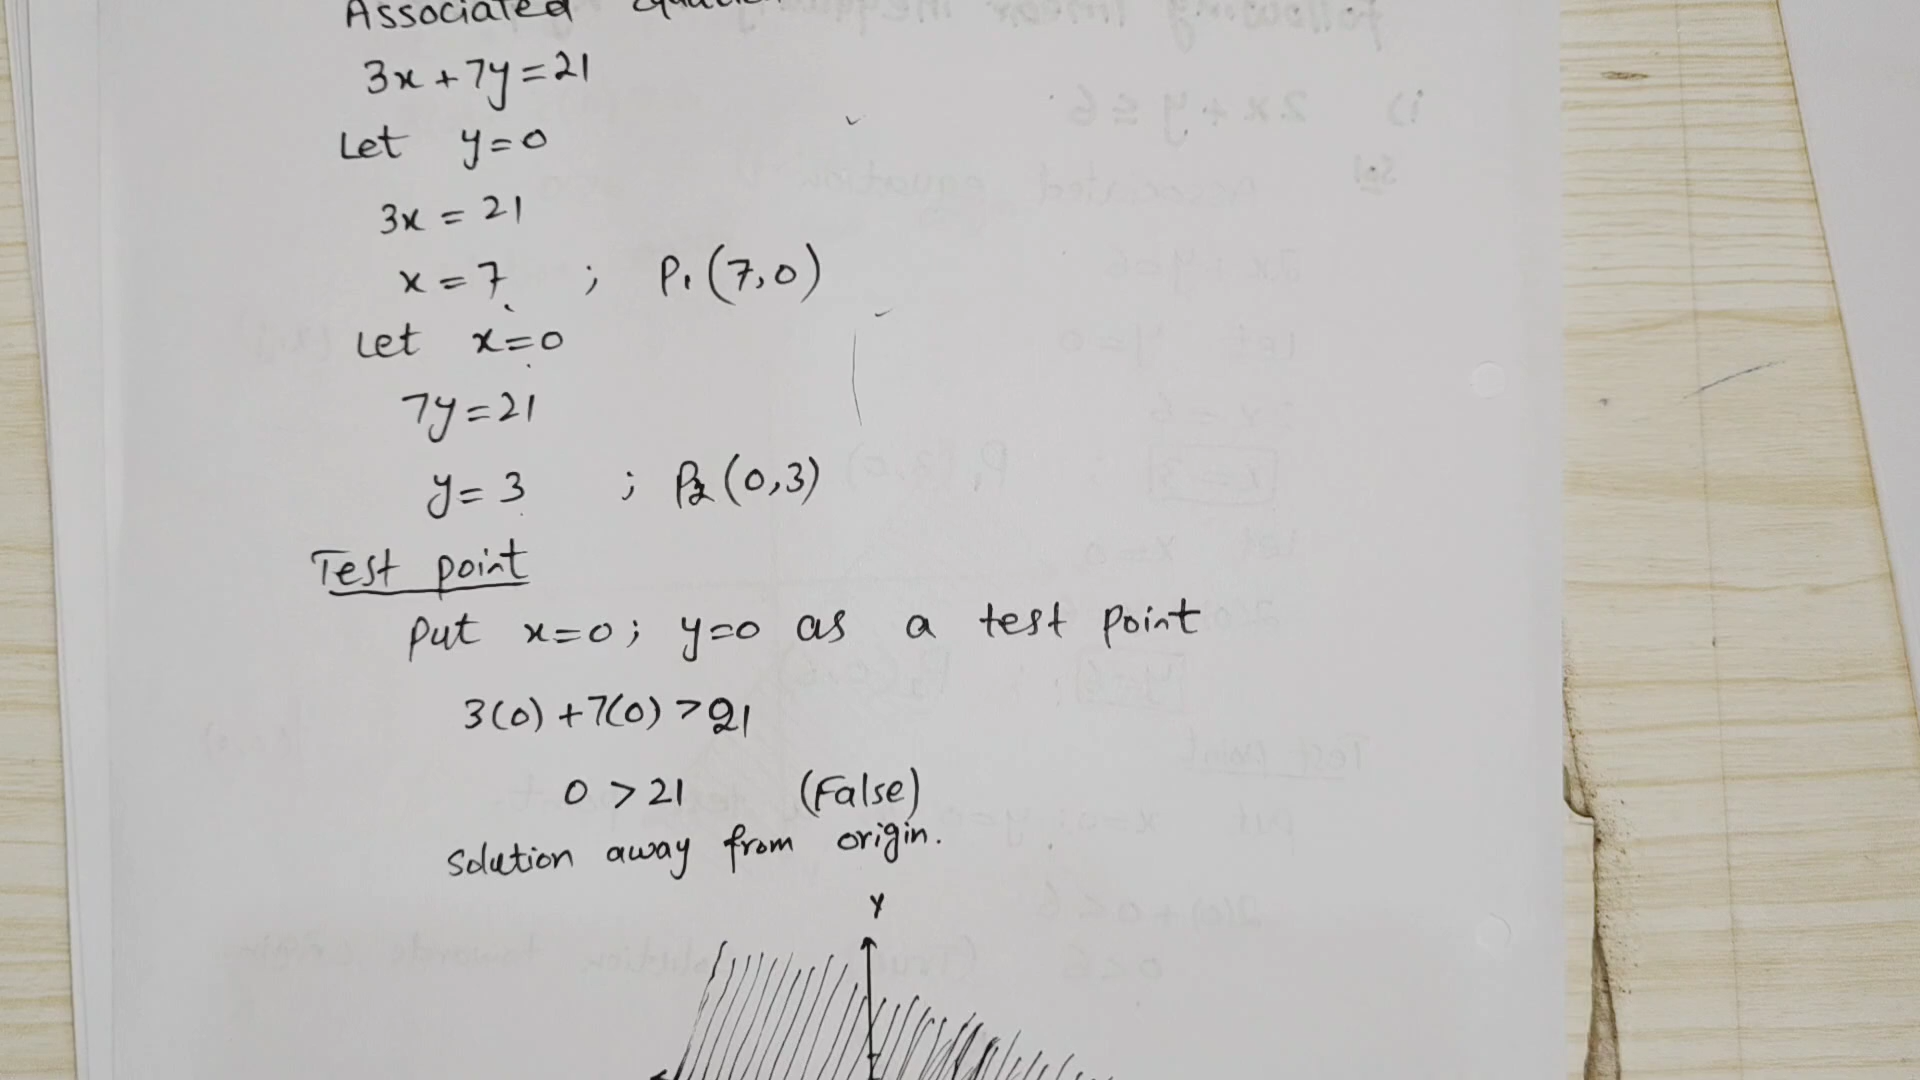 Associated equation
3x + 7y = 21
Let y = 0
3x = 21
x = 7 ; P₁ (7,0)
Let x = 0
7y = 21
y = 3 ; P₂ (0,3)
Test point
Put x=0; y=0 as a test point
3(0) + 7(0) > 21
0 > 21 (False)
Solution away from origin.
Y